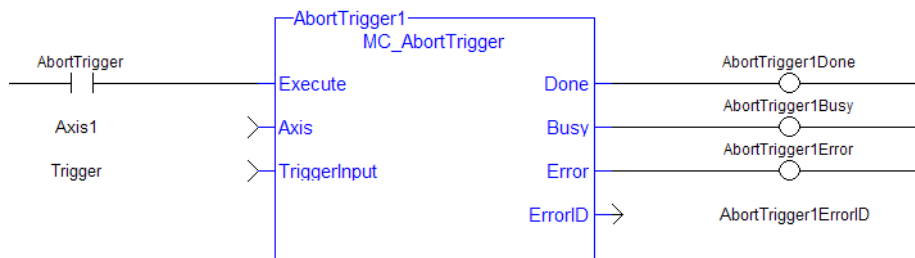 AbortTrigger1
MC_AbortTrigger
AbortTrigger
AbortTrigger1Done
Execute
Done
AbortTrigger1Busy
Axis1
Axis
Busy
AbortTrigger1Error
Trigger
TriggerInput
Error
ErrorID
AbortTrigger1ErrorID